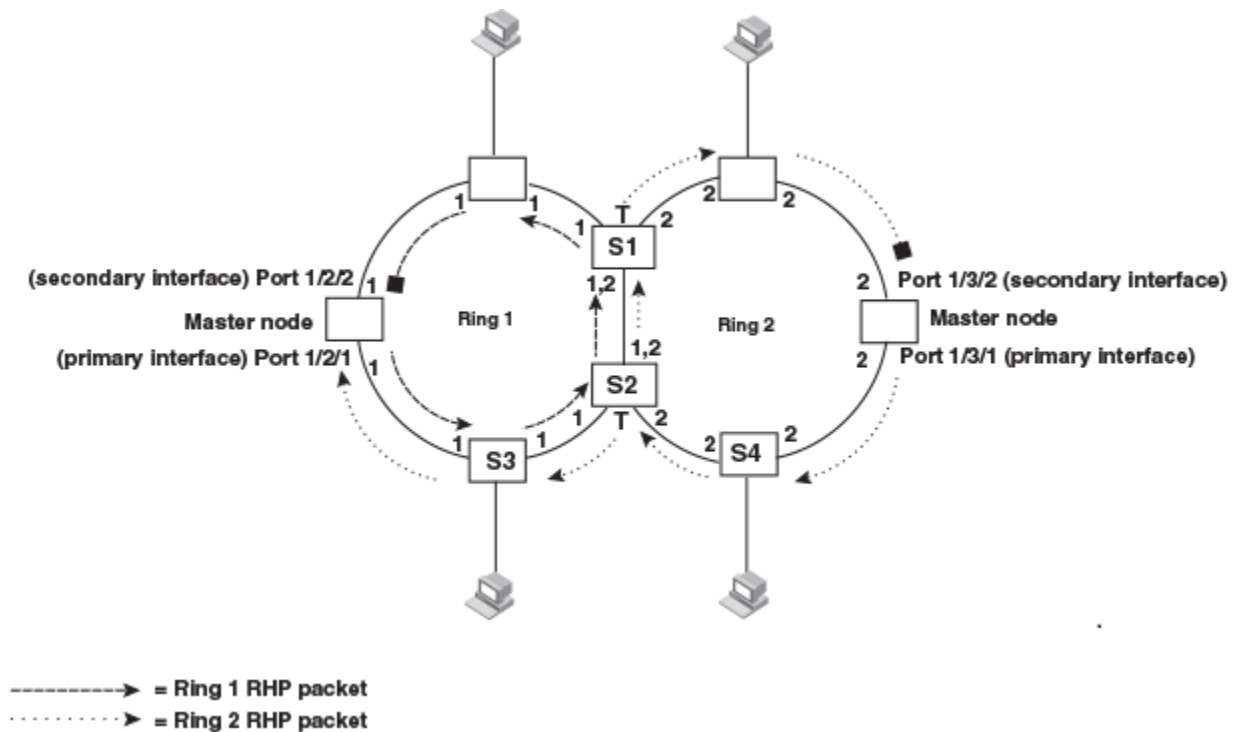 1
1
2
2
1
T
2
S1
(secondary interface) Port 1/2/2
1
1,2
2
Port 1/3/2 (secondary interface)
Master node
Ring 1
Ring 2
Master node
(primary interface) Port 1/2/1
1
1,2
2
Port 1/3/1 (primary interface)
S2
1
T
2
1
1
2
2
S3
S4
.
= Ring 1 RHP packet
= Ring 2 RHP packet